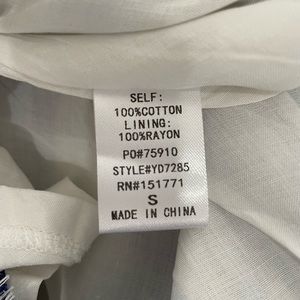 SELF:
100%COTTON
LINING:
100%RAYON
PO#75910
STYLE#YD7285
RN#151771
S
MADE IN CHINA